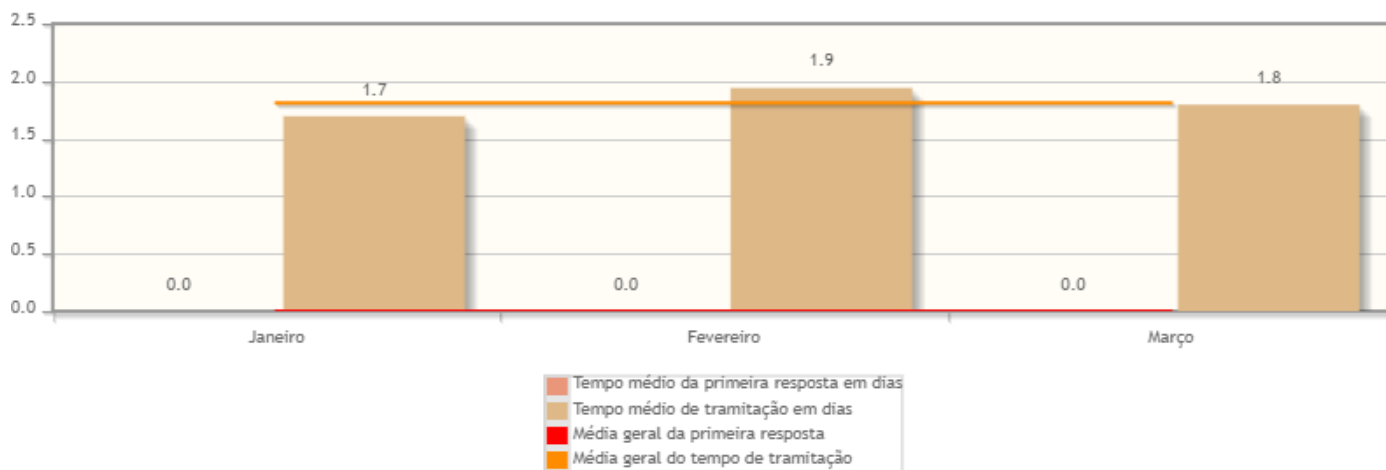 2.5
1.9
2.0
1.8
1.7
1.5
1.0
0.5
0.0
0.0
0.0
0.0
Janeiro
Fevereiro
Março
Tempo médio da primeira resposta em dias
Tempo médio de tramitação em dias
Média geral da primeira resposta
Média geral do tempo de tramitação